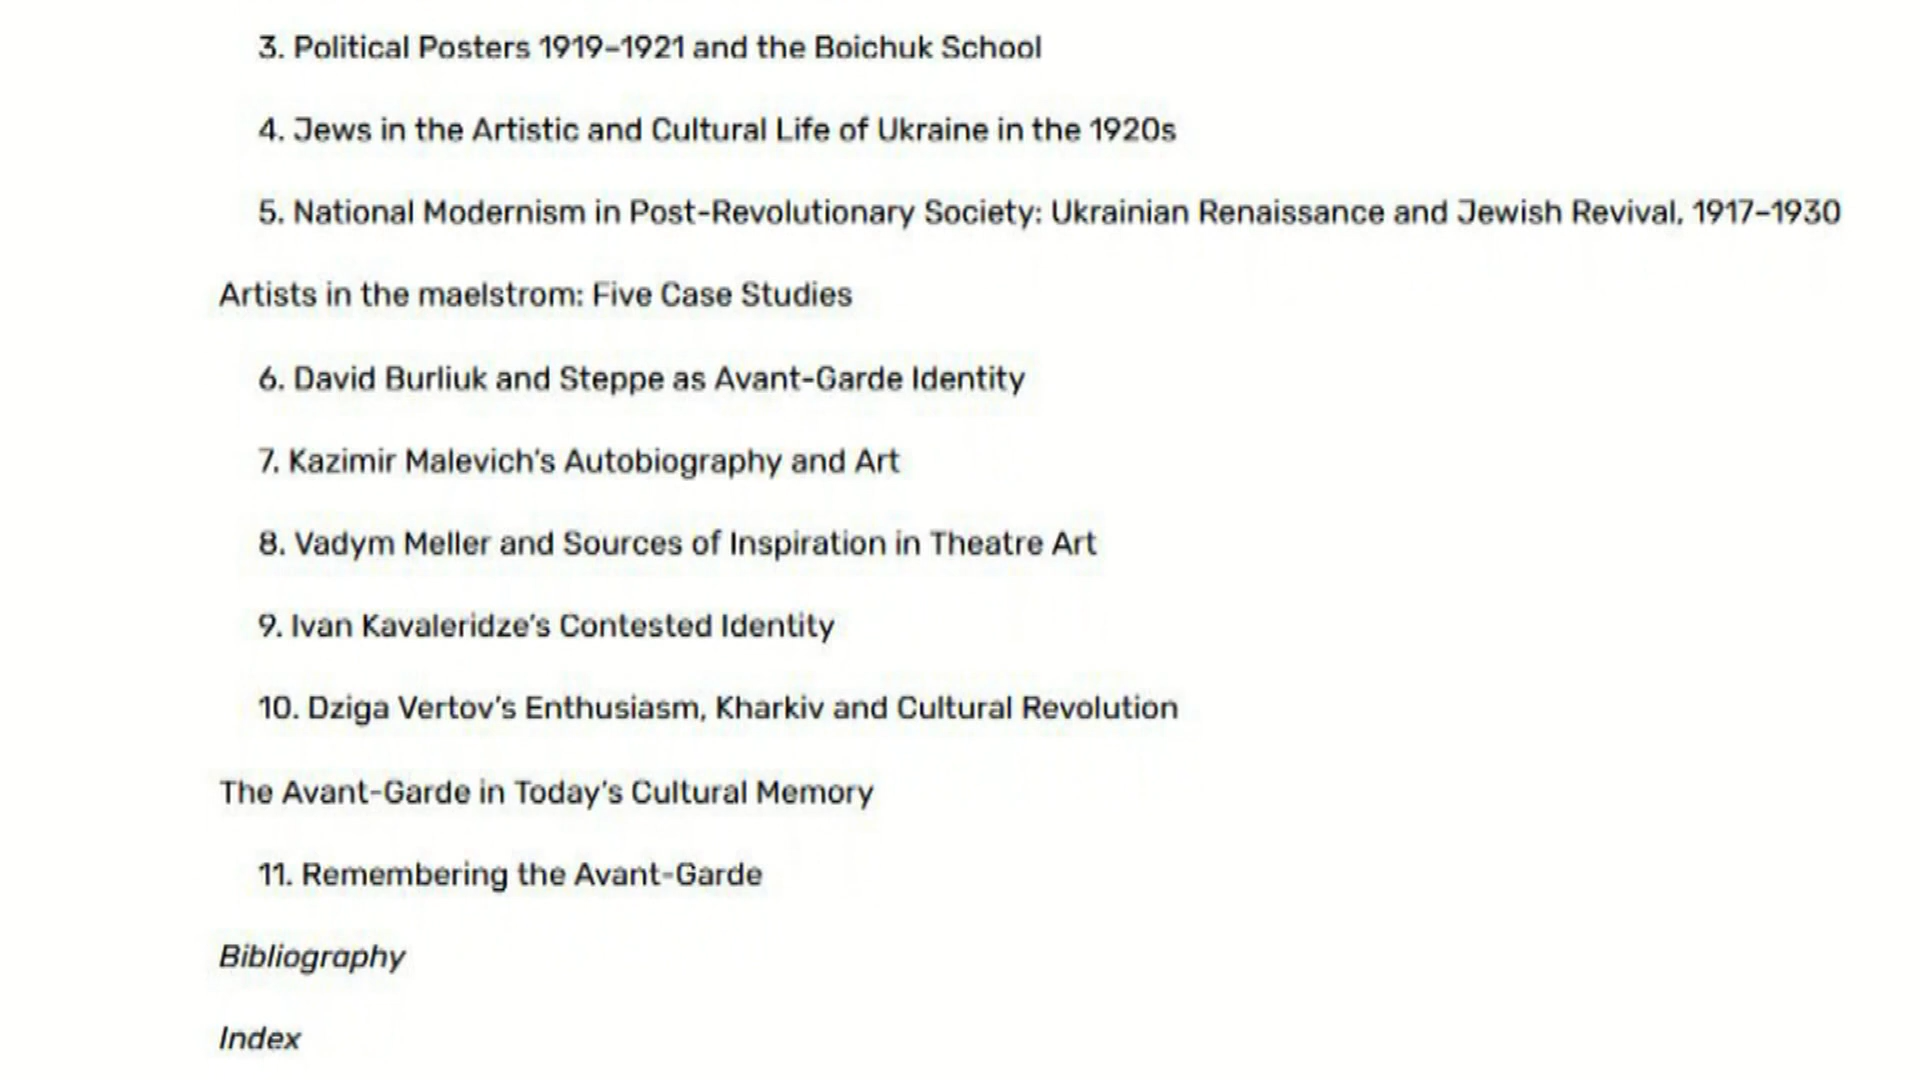 3. Political Posters 1919–1921 and the Boichuk School
4. Jews in the Artistic and Cultural Life of Ukraine in the 1920s
5. National Modernism in Post-Revolutionary Society: Ukrainian Renaissance and Jewish Revival, 1917–1930
Artists in the maelstrom: Five Case Studies
6. David Burliuk and Steppe as Avant-Garde Identity
7. Kazimir Malevich’s Autobiography and Art
8. Vadym Meller and Sources of Inspiration in Theatre Art
9. Ivan Kavaleridze’s Contested Identity
10. Dziga Vertov’s Enthusiasm, Kharkiv and Cultural Revolution
The Avant-Garde in Today’s Cultural Memory
11. Remembering the Avant-Garde
Bibliography
Index